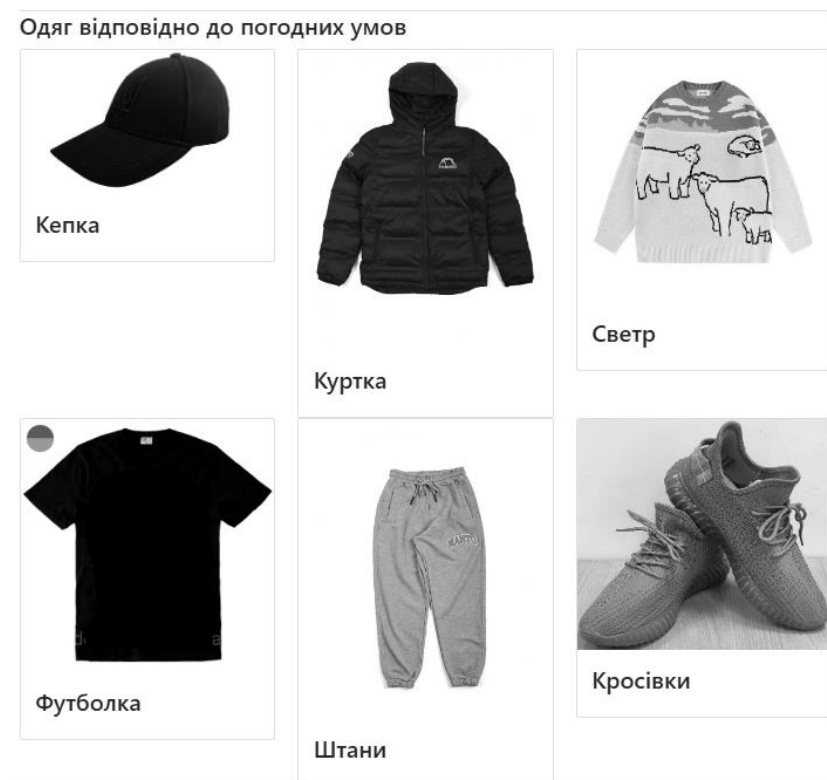 Одяг відповідно до погодних умов
Кепка
Куртка
Светр
Футболка
Штани
Кросівки